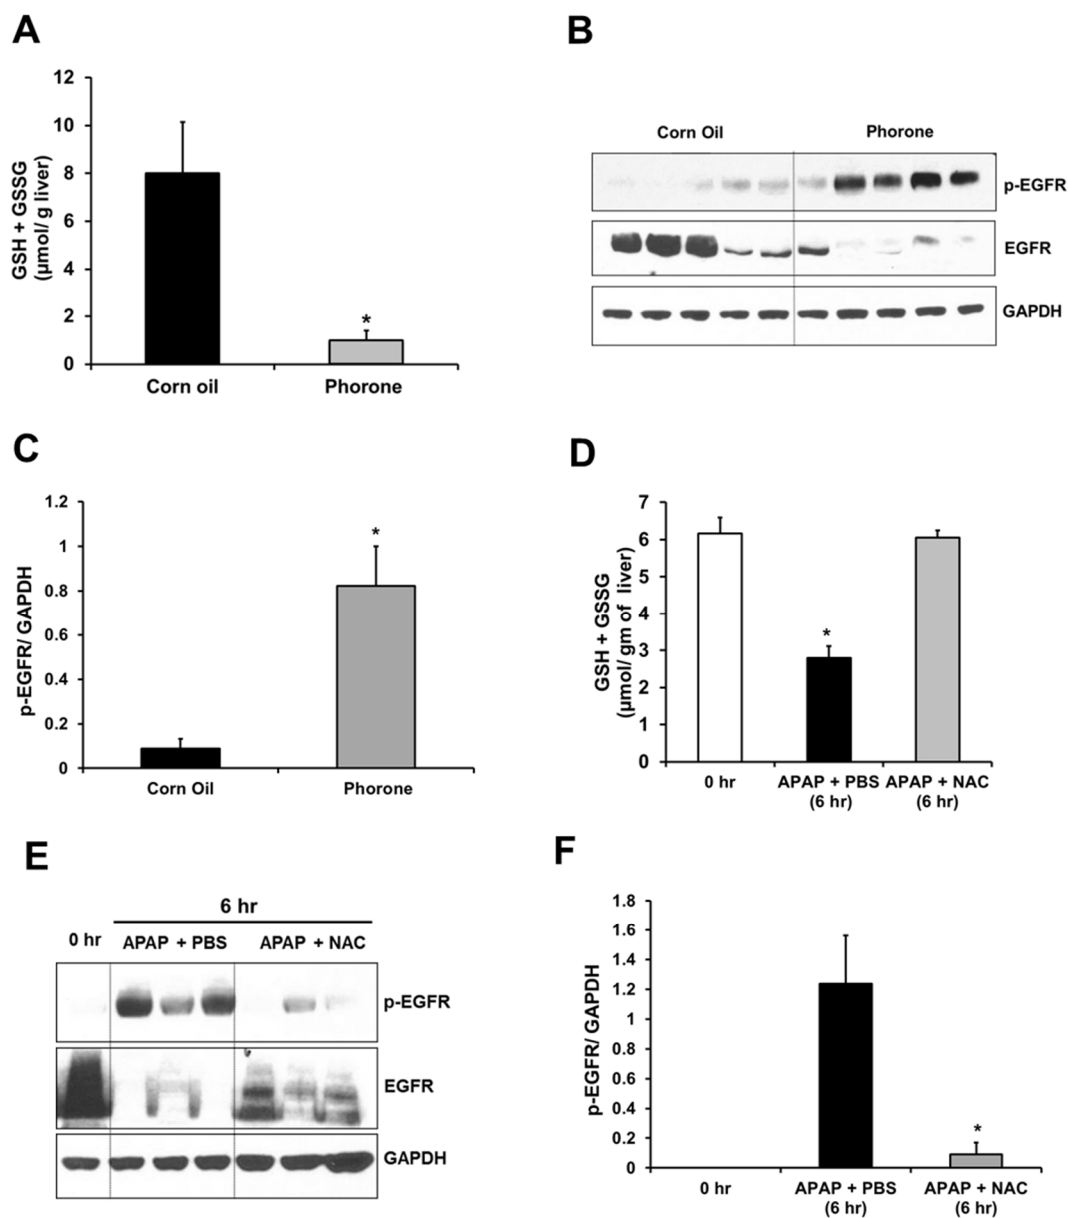 A
12
10
8
6
4
2
0
GSH + GSSG
(μmol/ g liver)
*
Corn oil
Phorone
B
Corn Oil
Phorone
p-EGFR
EGFR
GAPDH
C
1.2
1
0.8
0.6
0.4
0.2
0
p-EGFR/ GAPDH
*
Corn Oil
Phorone
D
7
6
5
4
3
2
1
0
GSH + GSSG
(μmol/ gm of liver)
*
0 hr
APAP + PBS
(6 hr)
APAP + NAC
(6 hr)
E
6 hr
0 hr
APAP + PBS
APAP + NAC
p-EGFR
EGFR
GAPDH
F
1.8
1.6
1.4
1.2
1
0.8
0.6
0.4
0.2
0
p-EGFR/ GAPDH
*
0 hr
APAP + PBS
(6 hr)
APAP + NAC
(6 hr)